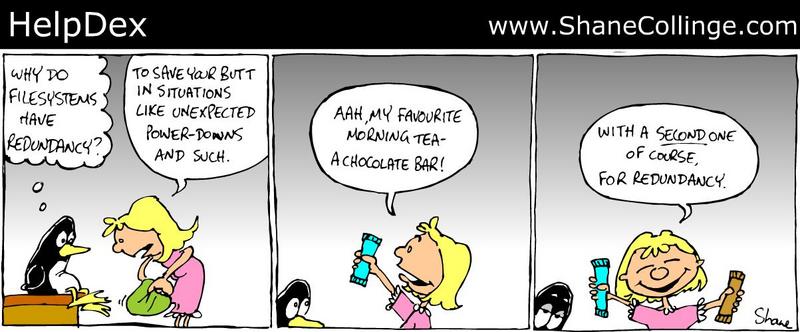 HelpDex
www.ShaneCollinge.com
WHY DO
FILESYSTEMS
HAVE
REDUNDANCY?
TO SAVE YOUR BUTT
IN SITUATIONS
LIKE UNEXPECTED
POWER-DOWNS
AND SUCH.
AAH, MY FAVOURITE
MORNING TEA-
A CHOCOLATE BAR!
WITH A SECOND ONE
OF COURSE,
FOR REDUNDANCY.
Shane